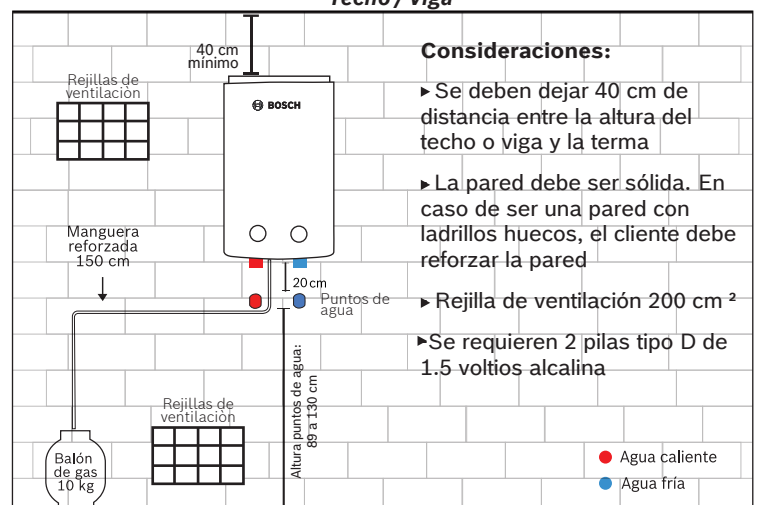 Techo / Viga
40 cm
mínimo
Rejillas de
ventilaciòn
BOSCH
Manguera
reforzada
150 cm
20 cm
Puntos de
agua
Altura puntos de agua:
89 a 130 cm
Rejillas de
ventilaciòn
Balón
de gas
10 kg
Consideraciones:
▸ Se deben dejar 40 cm de
distancia entre la altura del
techo o viga y la terma
▸ La pared debe ser sólida. En
caso de ser una pared con
ladrillos huecos, el cliente debe
reforzar la pared
▸ Rejilla de ventilación 200 cm ²
▸Se requieren 2 pilas tipo D de
1.5 voltios alcalina
Agua caliente
Agua fría